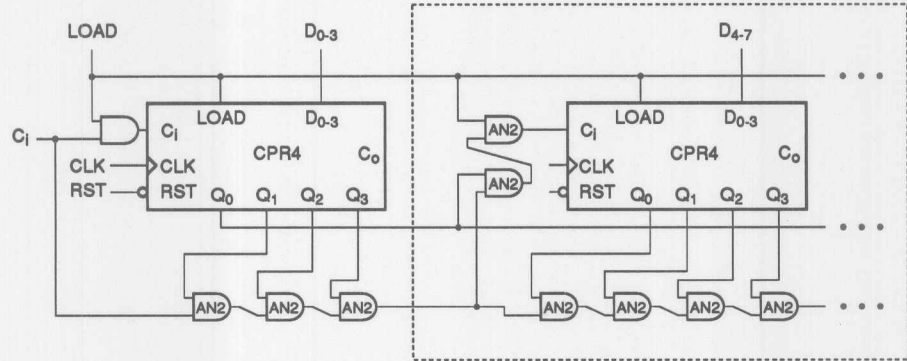 LOAD
D0-3
D4-7
LOAD
D0-3
Ci
Ci
CPR4
Co
CLK
CLK
RST
RST
Q0 Q1 Q2 Q3
AN2
AN2
LOAD
D0-3
Ci
CPR4
Co
CLK
RST
Q0 Q1 Q2 Q3
AN2 AN2 AN2
AN2 AN2 AN2 AN2